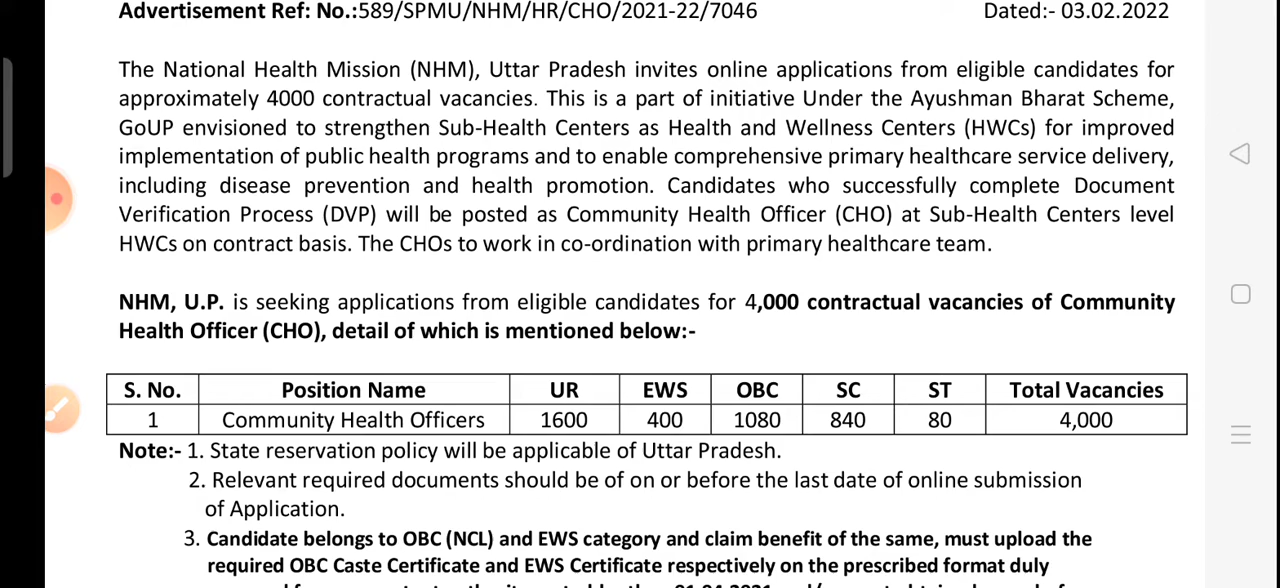 Advertisement Ref: No.:589/SPMU/NHM/HR/CHO/2021-22/7046 Dated:- 03.02.2022
The National Health Mission (NHM), Uttar Pradesh invites online applications from eligible candidates for
approximately 4000 contractual vacancies. This is a part of initiative Under the Ayushman Bharat Scheme,
GoUP envisioned to strengthen Sub-Health Centers as Health and Wellness Centers (HWCs) for improved
implementation of public health programs and to enable comprehensive primary healthcare service delivery,
including disease prevention and health promotion. Candidates who successfully complete Document
Verification Process (DVP) will be posted as Community Health Officer (CHO) at Sub-Health Centers level
HWCs on contract basis. The CHOs to work in co-ordination with primary healthcare team.
NHM, U.P. is seeking applications from eligible candidates for 4,000 contractual vacancies of Community
Health Officer (CHO), detail of which is mentioned below:-
S. No. Position Name UR EWS OBC SC ST Total Vacancies
1 Community Health Officers 1600 400 1080 840 80 4,000
Note:- 1. State reservation policy will be applicable of Uttar Pradesh.
2. Relevant required documents should be of on or before the last date of online submission
of Application.
3. Candidate belongs to OBC (NCL) and EWS category and claim benefit of the same, must upload the
required OBC Caste Certificate and EWS Certificate respectively on the prescribed format duly